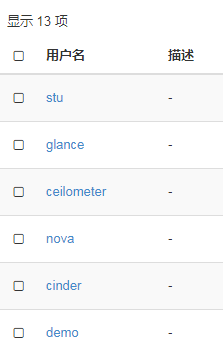 显示 13 项
用户名 描述
stu -
glance -
ceilometer -
nova -
cinder -
demo -